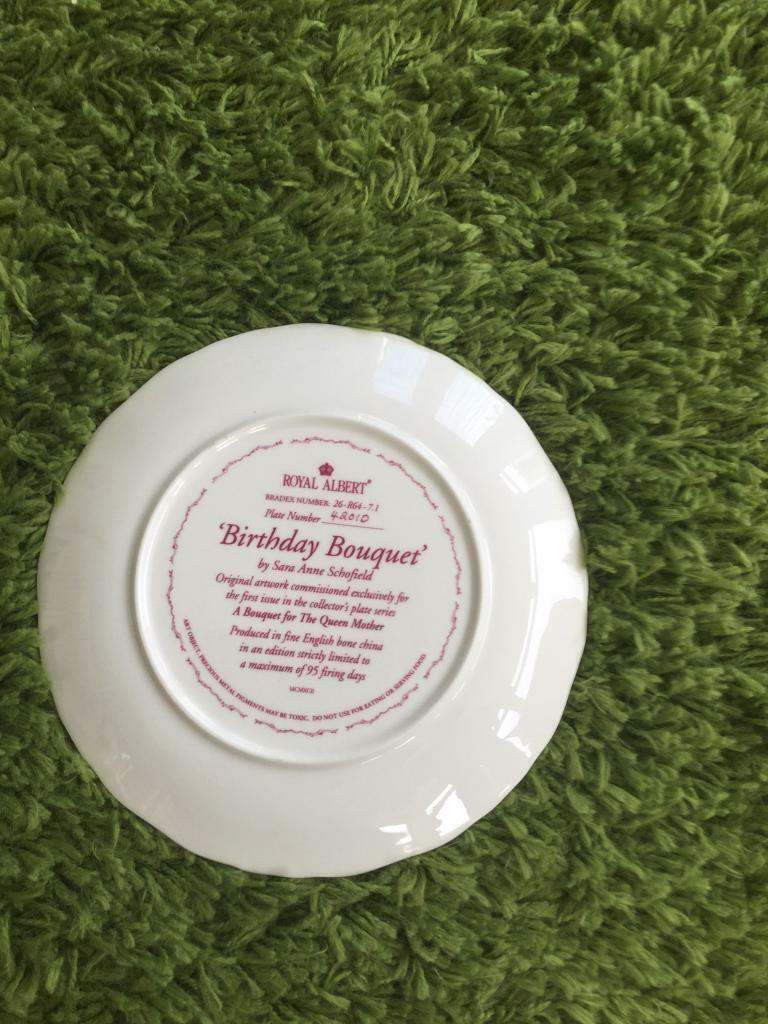 ROYAL ALBERT®
BRADEX NUMBER. 26-R64-7.1
Plate Number 42010
'Birthday Bouquet'
by Sara Anne Schofield
Original artwork commissioned exclusively for
the first issue in the collector's plate series
A Bouquet for The Queen Mother
Produced in fine English bone china
in an edition strictly limited to
a maximum of 95 firing days
ART OBJECT. PRECIOUS METAL PIGMENTS MAY BE TOXIC. DO NOT USE FOR EATING OR SERVING FOOD